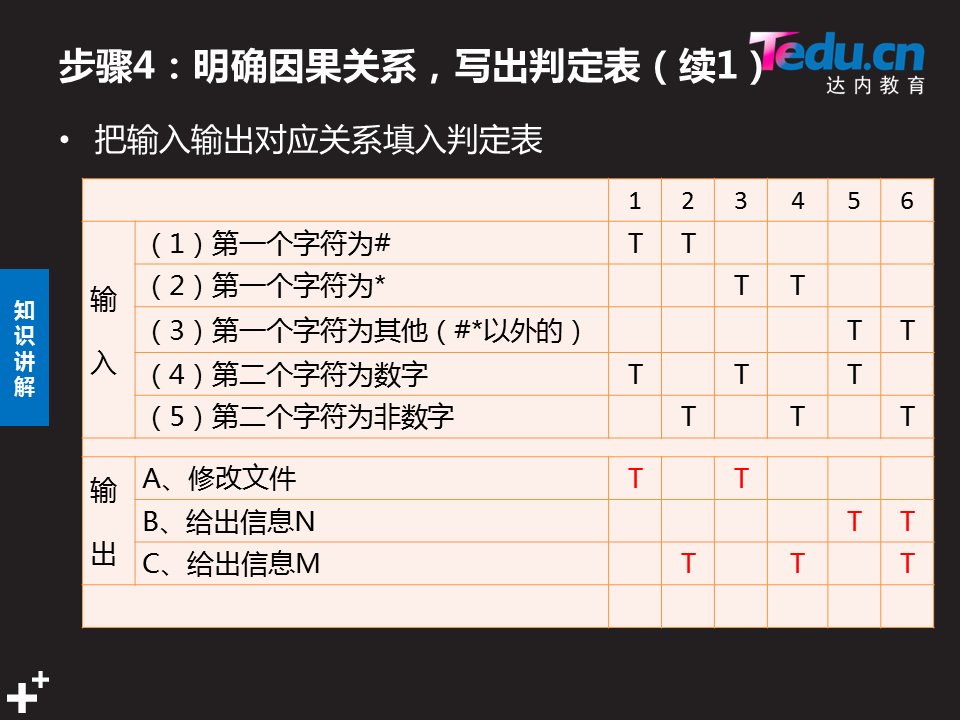 步骤4：明确因果关系，写出判定表（续1）
Tedu.cn
达内教育
• 把输入输出对应关系填入判定表
知识讲解
1 2 3 4 5 6
输入
（1）第一个字符为# T T
（2）第一个字符为* T T
（3）第一个字符为其他（#*以外的） T T
（4）第二个字符为数字 T T T
（5）第二个字符为非数字 T T T
输出
A、修改文件 T T
B、给出信息N T T
C、给出信息M T T T